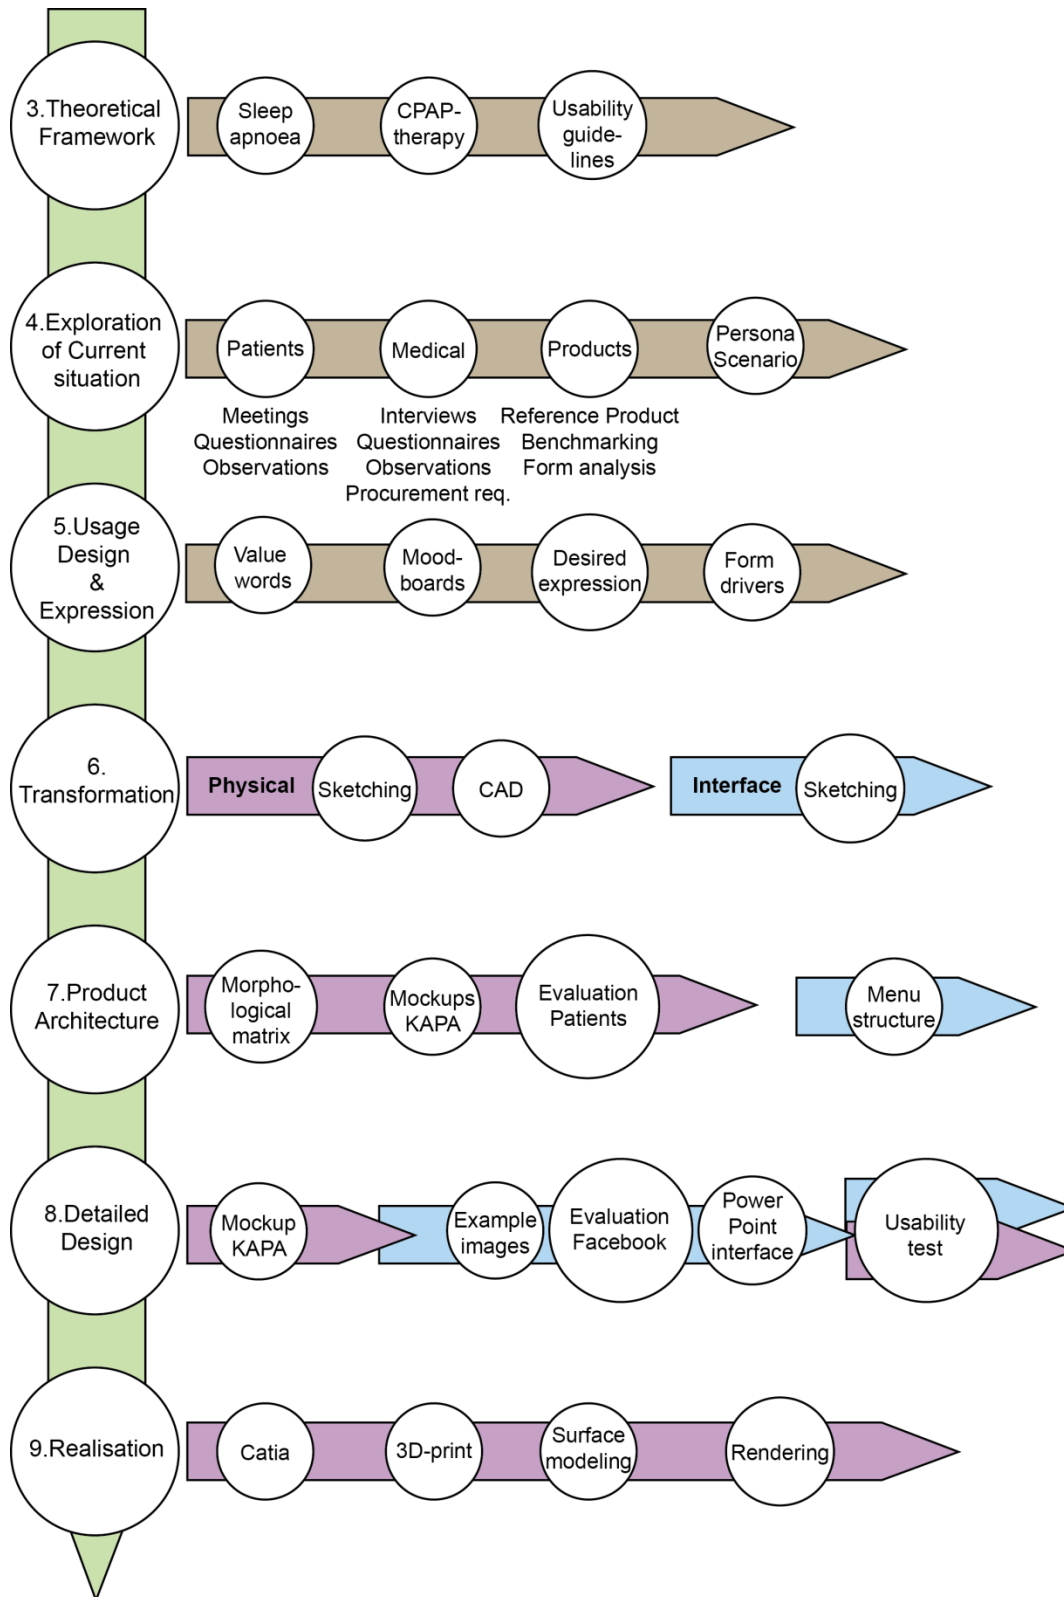 3.Theoretical
Framework
Sleep
apnoea
CPAP-
therapy
Usability
guide-
lines
4.Exploration
of Current
situation
Patients
Medical
Products
Persona
Scenario
Meetings
Questionnaires
Observations
Interviews
Questionnaires
Observations
Procurement req.
Reference Product
Benchmarking
Form analysis
5.Usage
Design
&
Expression
Value
words
Mood-
boards
Desired
expression
Form
drivers
6.
Transformation
Physical
Sketching
CAD
Interface
Sketching
7.Product
Architecture
Morpho-
logical
matrix
Mockups
KAPA
Evaluation
Patients
Menu
structure
8.Detailed
Design
Mockup
KAPA
Example
images
Evaluation
Facebook
Power
Point
interface
Usability
test
9.Realisation
Catia
3D-print
Surface
modeling
Rendering